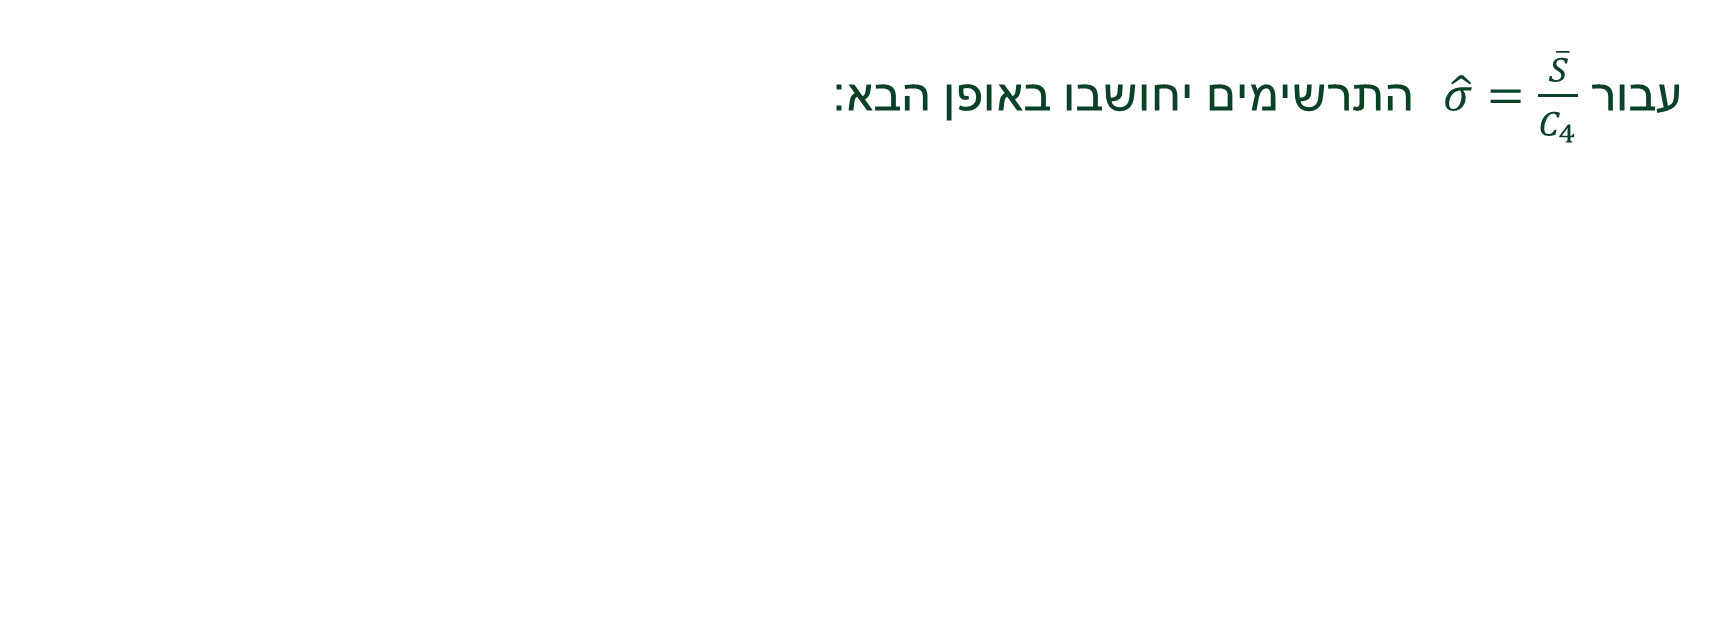 עבור $\hat{\sigma} = \frac{\bar{S}}{C_4}$ התרשימים יחושבו באופן הבא: